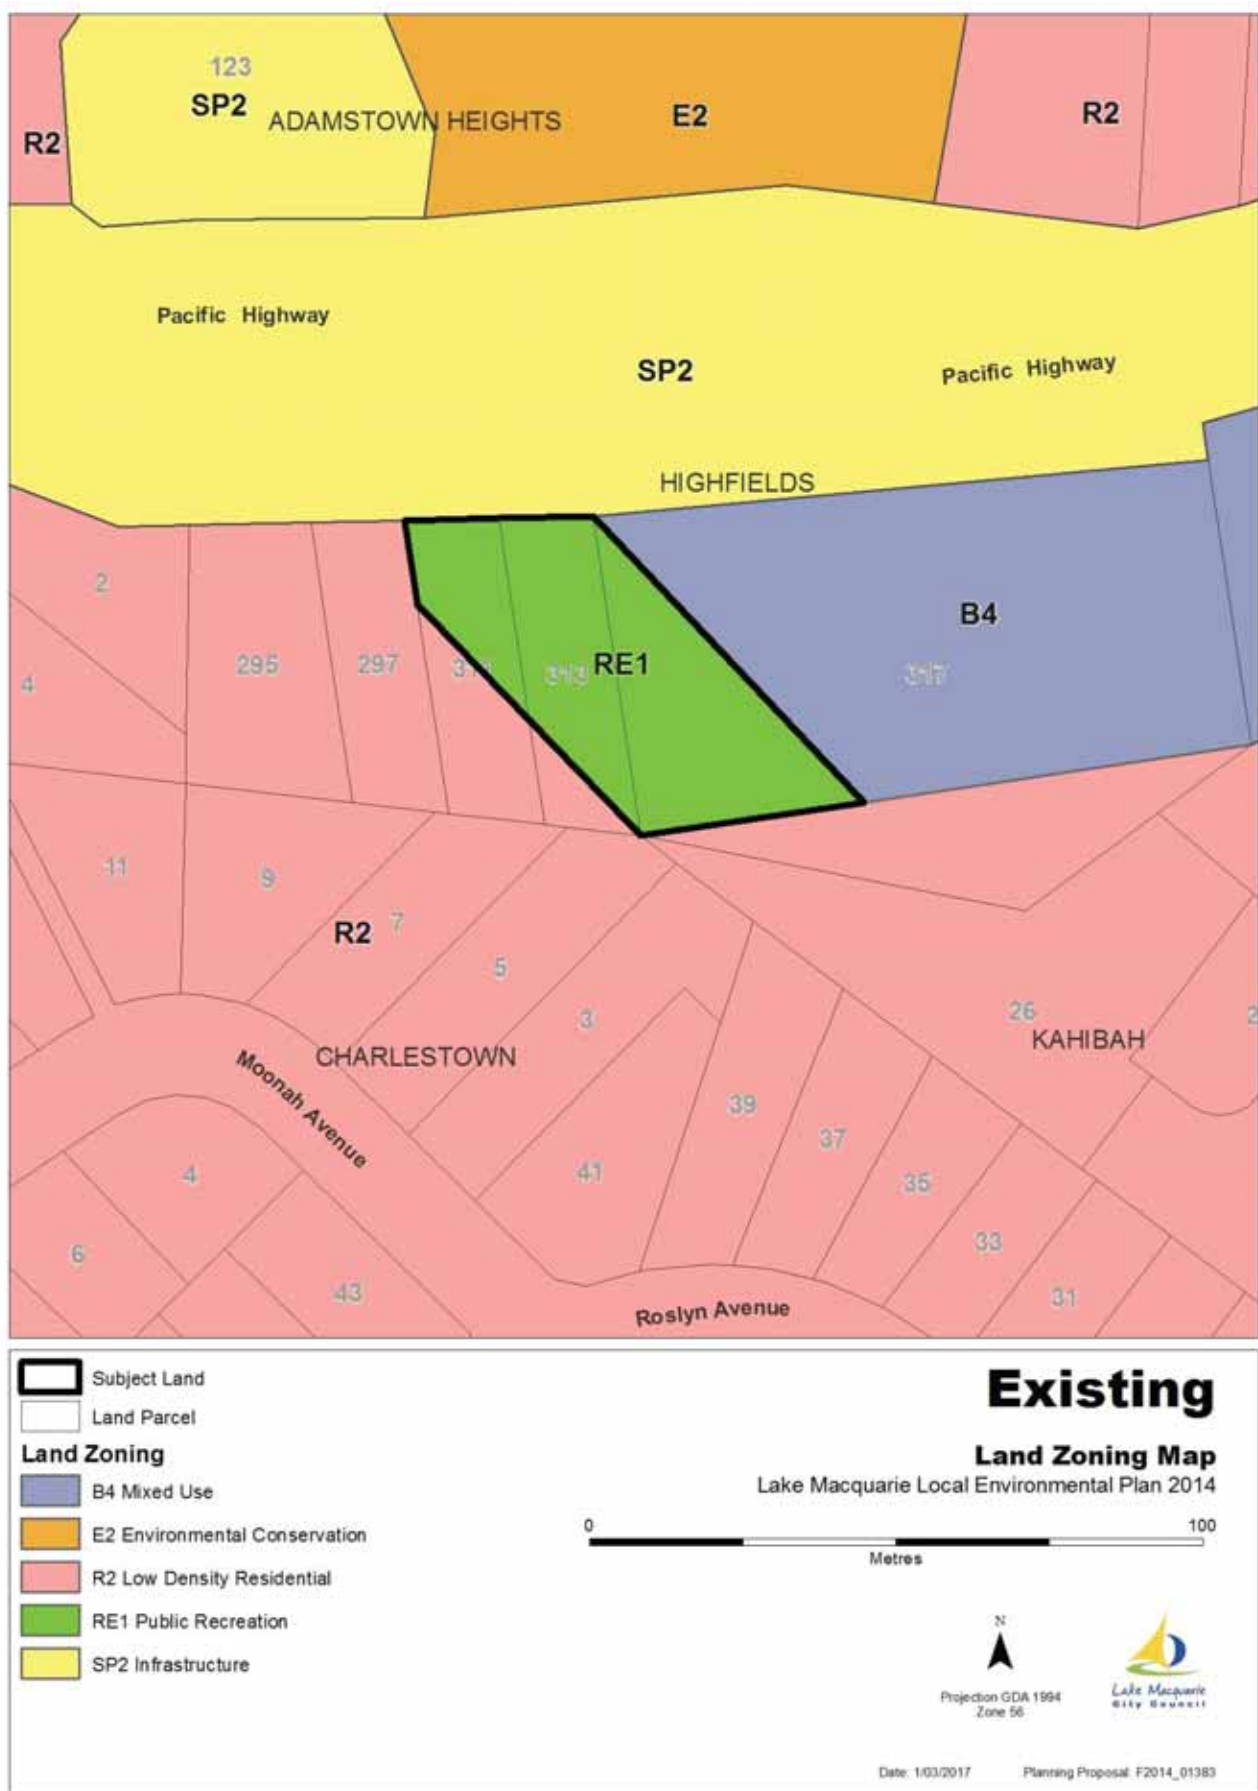 123
SP2
ADAMSTOWN HEIGHTS
E2
R2
R2
Pacific Highway
SP2
Pacific Highway
HIGHFIELDS
2
B4
4
295
297
311
313
RE1
317
11
9
R2
7
5
3
26
2
KAHIBAH
CHARLESTOWN
Moonah Avenue
39
37
41
35
4
33
6
43
31
Roslyn Avenue
Subject Land
Land Parcel
Land Zoning
B4 Mixed Use
E2 Environmental Conservation
R2 Low Density Residential
RE1 Public Recreation
SP2 Infrastructure
Existing
Land Zoning Map
Lake Macquarie Local Environmental Plan 2014
0 100
Metres
N
Projection GDA 1994
Zone 56
Lake Macquarie
City Council
Date: 1/03/2017 Planning Proposal: F2014_01383